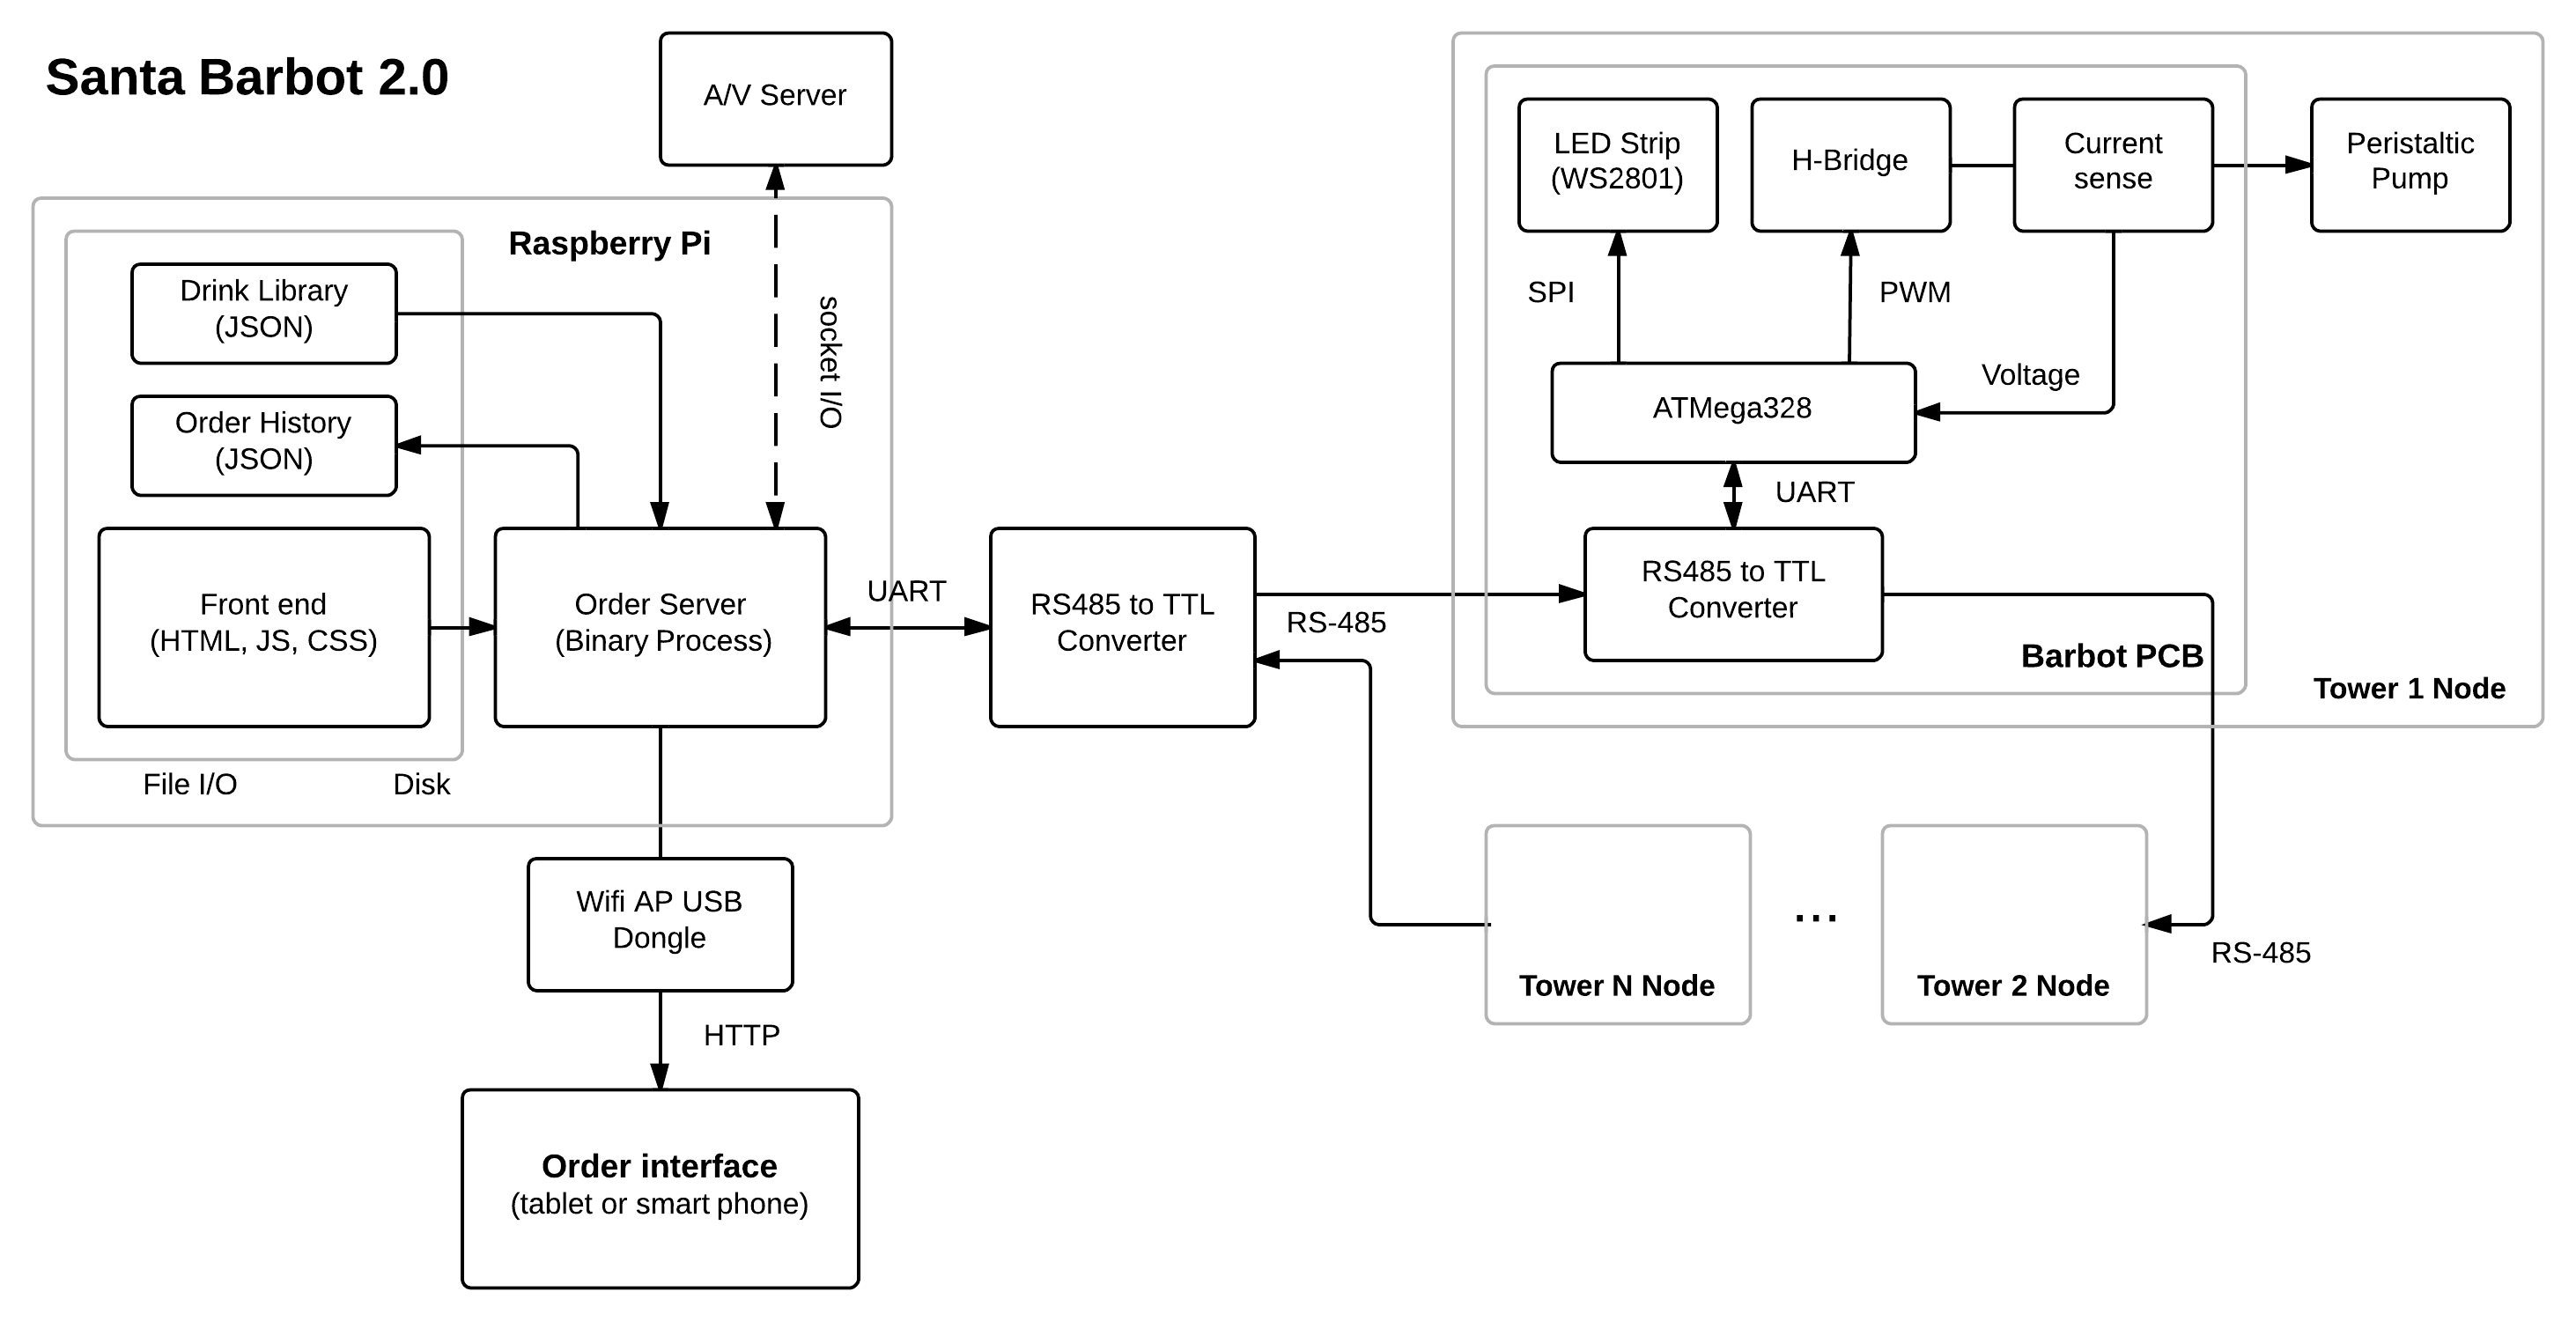 Santa Barbot 2.0
A/V Server
Raspberry Pi
socket I/O
Drink Library
(JSON)
Order History
(JSON)
Front end
(HTML, JS, CSS)
Order Server
(Binary Process)
File I/O
Disk
UART
RS485 to TTL
Converter
RS-485
Wifi AP USB
Dongle
HTTP
Order interface
(tablet or smart phone)
LED Strip
(WS2801)
H-Bridge
Current
sense
Peristaltic
Pump
SPI
PWM
Voltage
ATMega328
UART
RS485 to TTL
Converter
Barbot PCB
Tower 1 Node
Tower N Node
...
Tower 2 Node
RS-485